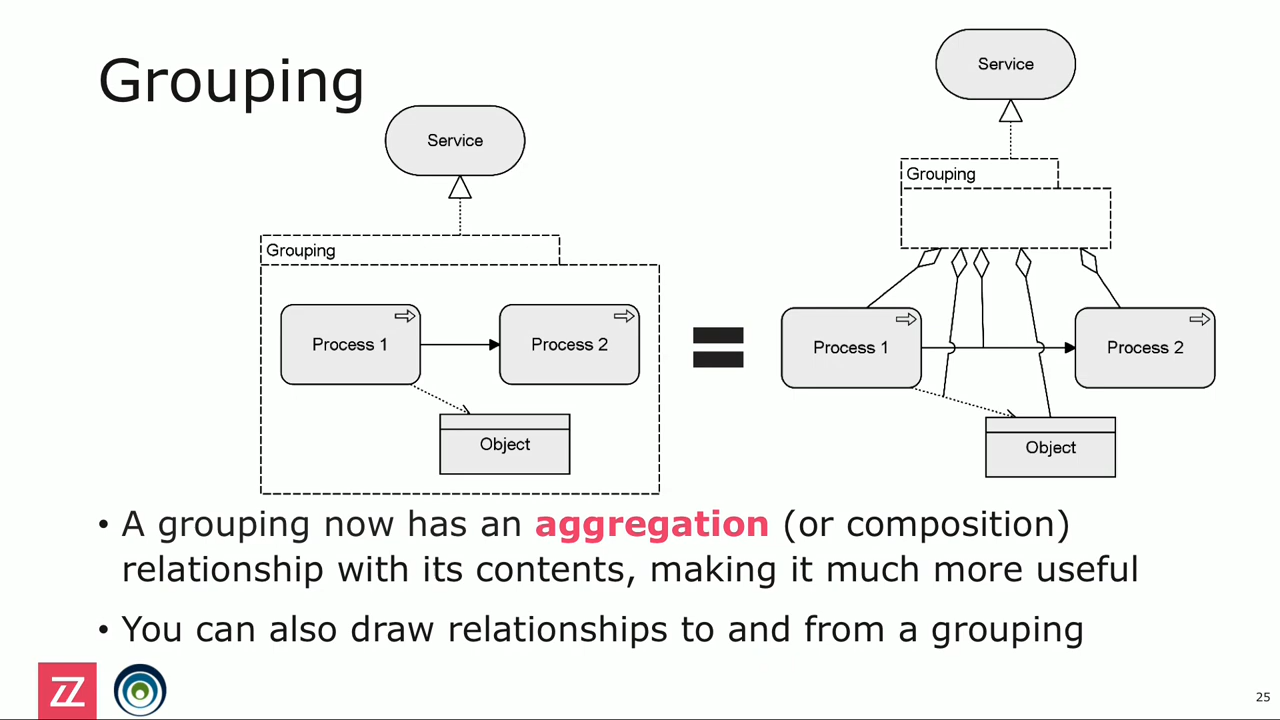 Grouping
Service
Grouping
Process 1
Process 2
Object
=
Service
Grouping
Process 1
Process 2
Object
• A grouping now has an aggregation (or composition)
relationship with its contents, making it much more useful
• You can also draw relationships to and from a grouping
25